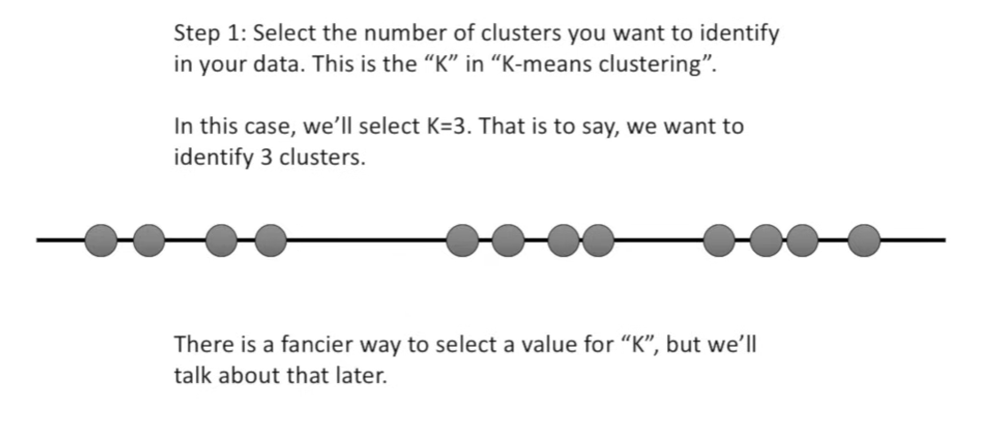 Step 1: Select the number of clusters you want to identify
in your data. This is the “K” in “K-means clustering”.
In this case, we’ll select K=3. That is to say, we want to
identify 3 clusters.
There is a fancier way to select a value for “K”, but we’ll
talk about that later.